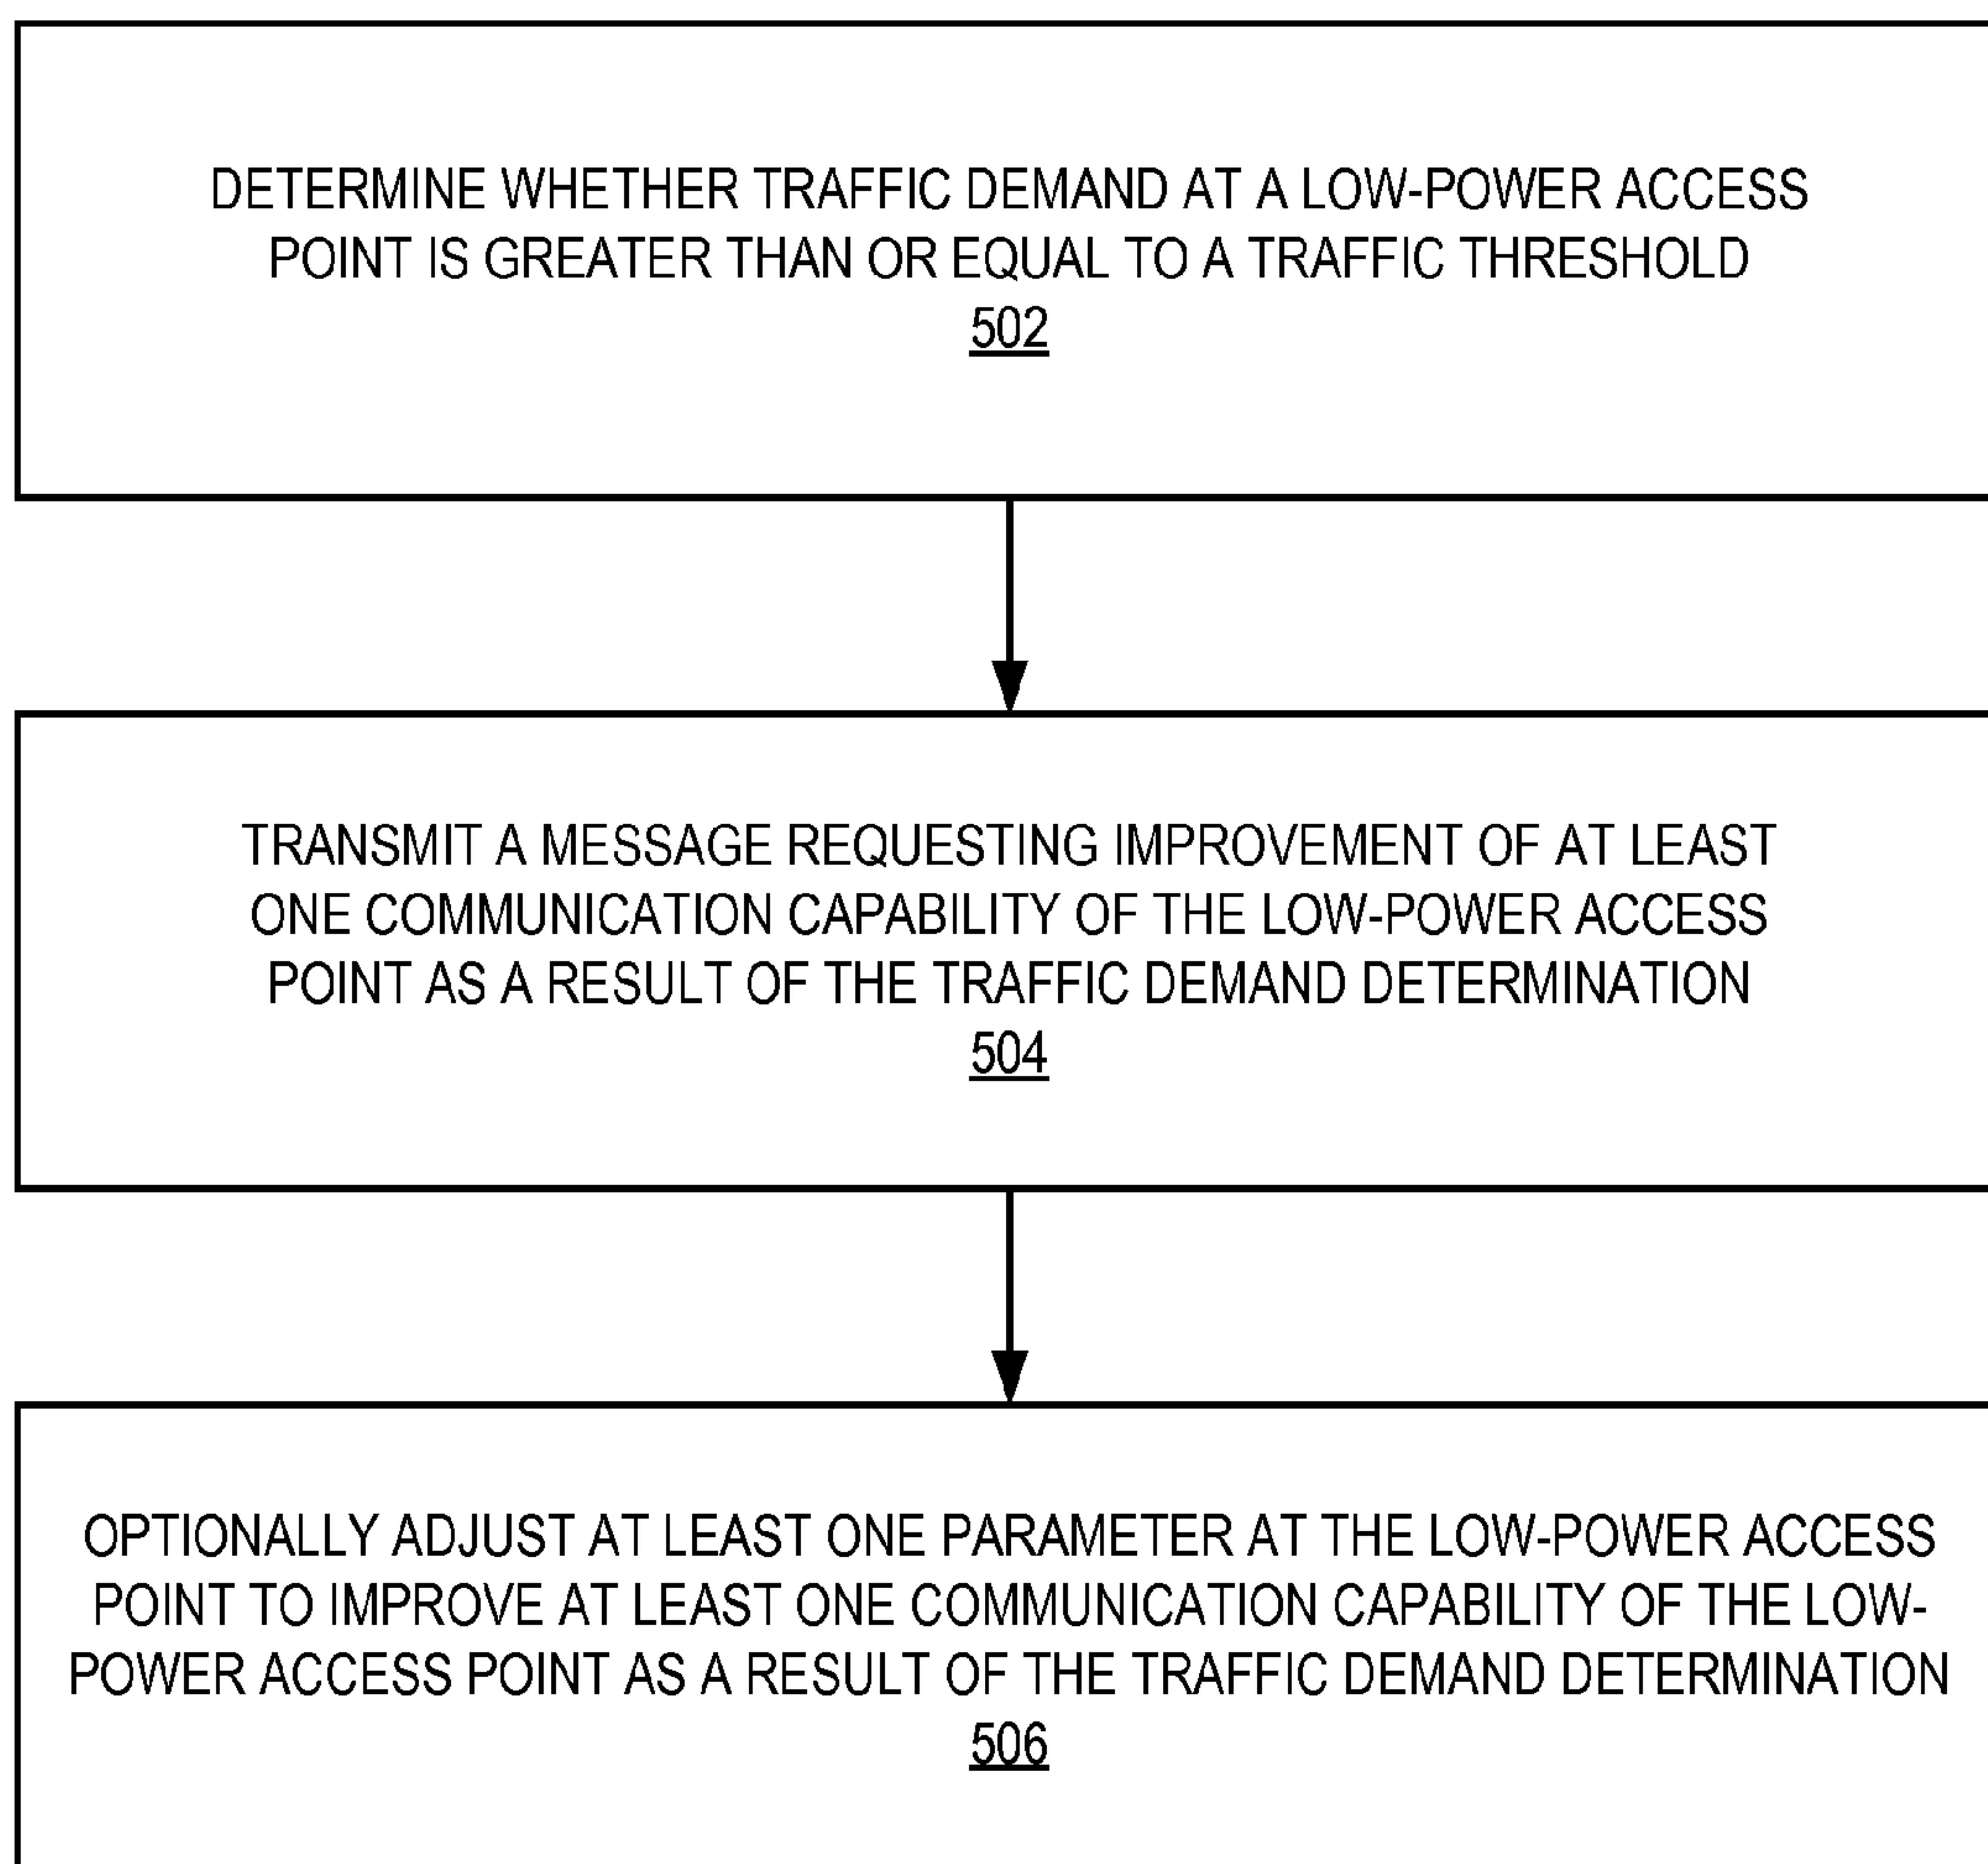 DETERMINE WHETHER TRAFFIC DEMAND AT A LOW-POWER ACCESS
POINT IS GREATER THAN OR EQUAL TO A TRAFFIC THRESHOLD
502
TRANSMIT A MESSAGE REQUESTING IMPROVEMENT OF AT LEAST
ONE COMMUNICATION CAPABILITY OF THE LOW-POWER ACCESS
POINT AS A RESULT OF THE TRAFFIC DEMAND DETERMINATION
504
OPTIONALLY ADJUST AT LEAST ONE PARAMETER AT THE LOW-POWER ACCESS
POINT TO IMPROVE AT LEAST ONE COMMUNICATION CAPABILITY OF THE LOW-
POWER ACCESS POINT AS A RESULT OF THE TRAFFIC DEMAND DETERMINATION
506